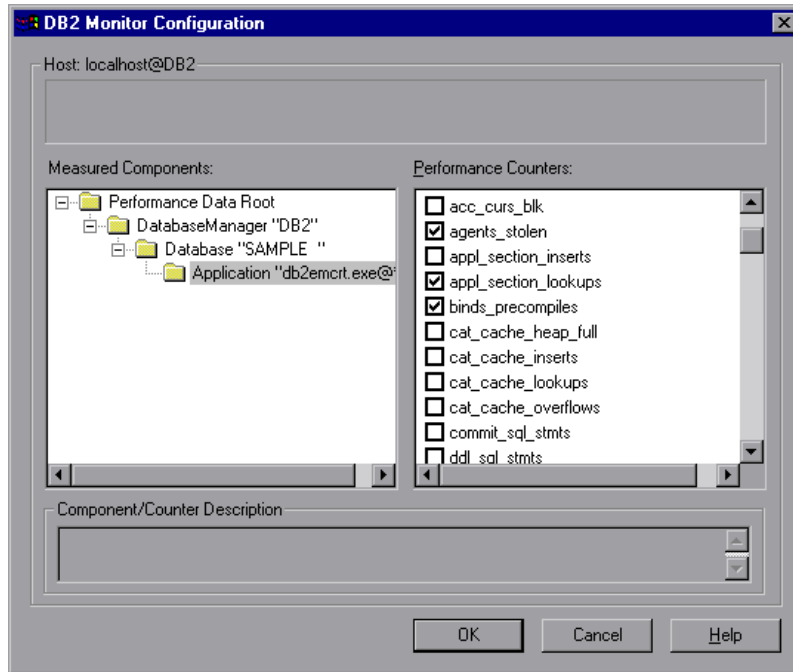 DB2 Monitor Configuration
Host: localhost@DB2
Measured Components:
Performance Data Root
DatabaseManager "DB2"
Database "SAMPLE "
Application "db2emcrt.exe@*
Performance Counters:
acc_curs_blk
agents_stolen
appl_section_inserts
appl_section_lookups
binds_precompiles
cat_cache_heap_full
cat_cache_inserts
cat_cache_lookups
cat_cache_overflows
commit_sql_stmts
ddl_sql_stmts
Component/Counter Description
OK
Cancel
Help